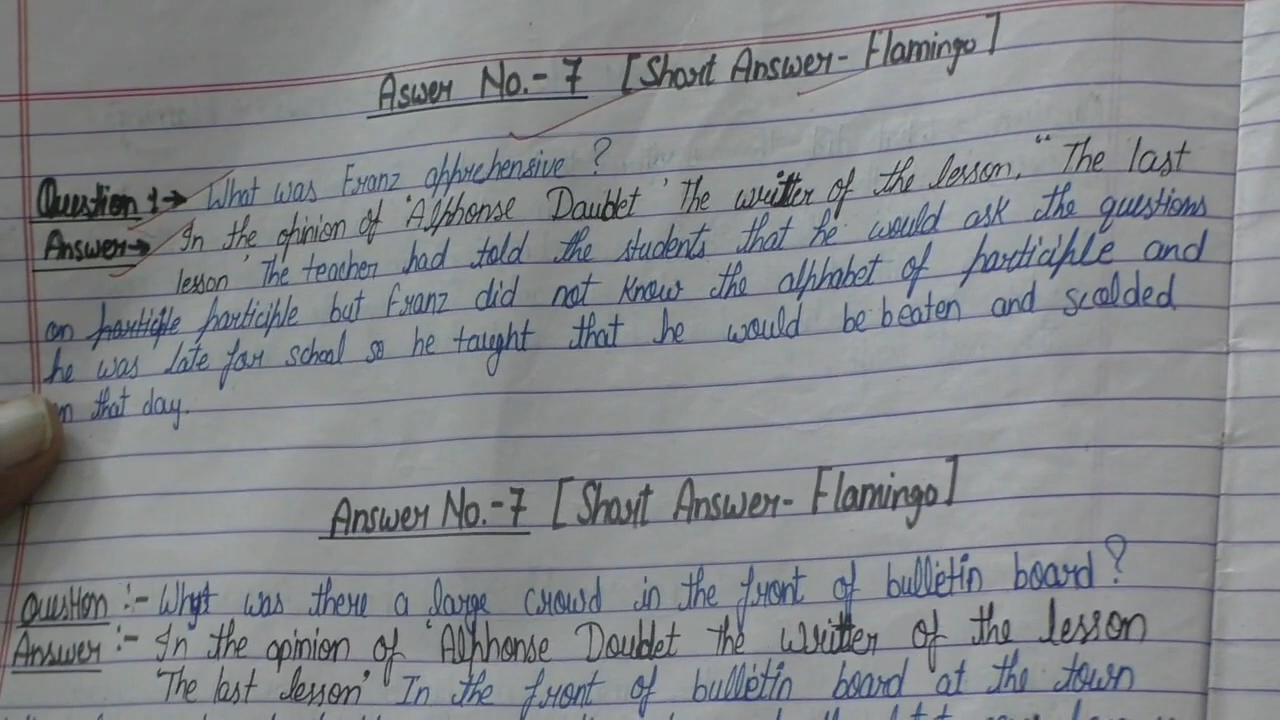 Aswer No.- 7 [Short Answer- Flamingo]
Question :-> What was Franz apprehensive ?
Answer-> In the opinion of 'Alphonse Daudet' The writter of the lesson, "The last
lesson' The teacher had told the students that he would ask the questions
on particple participle but Franz did not know the alphabet of participle and
he was late for school so he taught that he would be beaten and scolded
on that day.
Answer No.-7 [Short Answer- Flamingo]
Question :- Why was there a large crowd in the front of bulletin board?
Answer :- In the opinion of 'Alphonse Doudlet the writter of the lesson
'The last lesson' In the front of bulletin board at the town